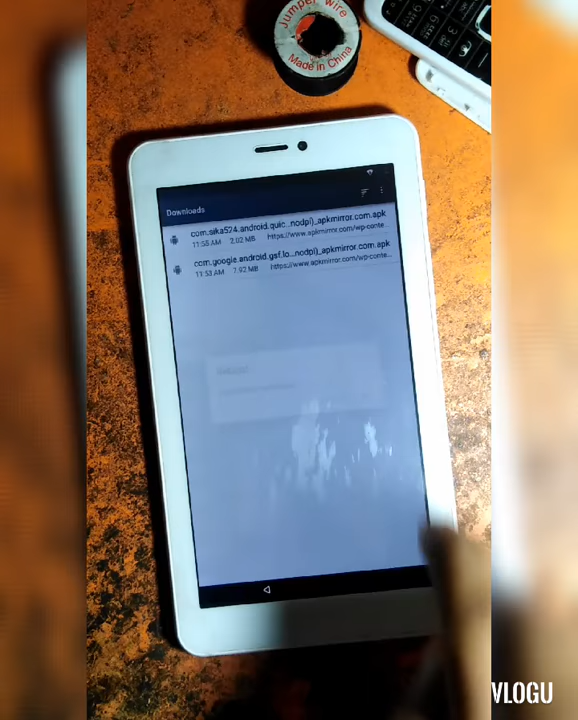 Jumper Wire
Made in China
Downloads
com.sika524.android.quic...nodpi)_apkmirror.com.apk
11:55 AM 2.02 MB https://www.apkmirror.com/wp-conte...
com.google.android.gsf.lo...nodpi)_apkmirror.com.apk
11:53 AM 7.92 MB https://www.apkmirror.com/wp-conte...
VLOGU